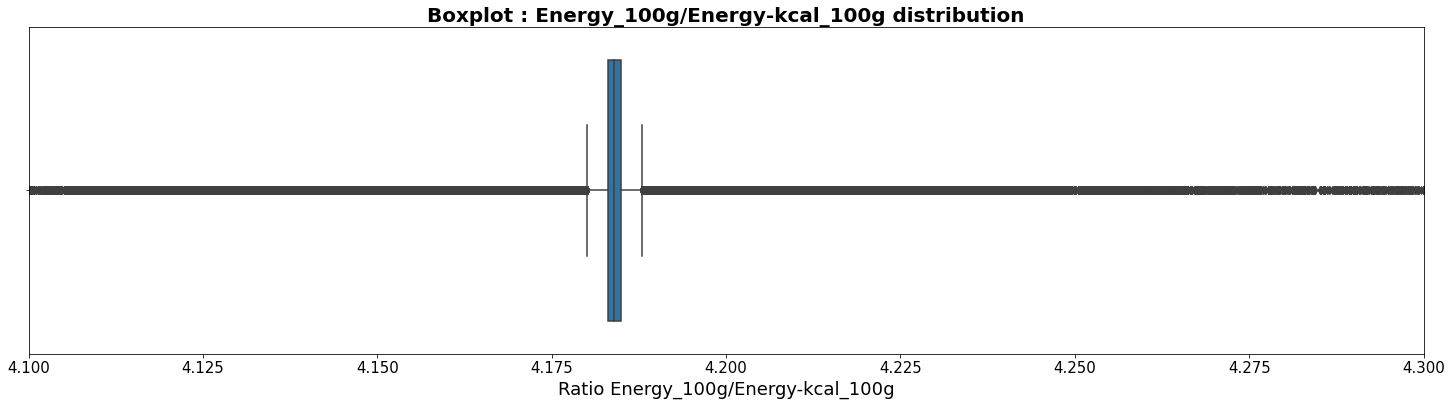 Boxplot : Energy_100g/Energy-kcal_100g distribution
4.100 4.125 4.150 4.175 4.200 4.225 4.250 4.275 4.300
Ratio Energy_100g/Energy-kcal_100g